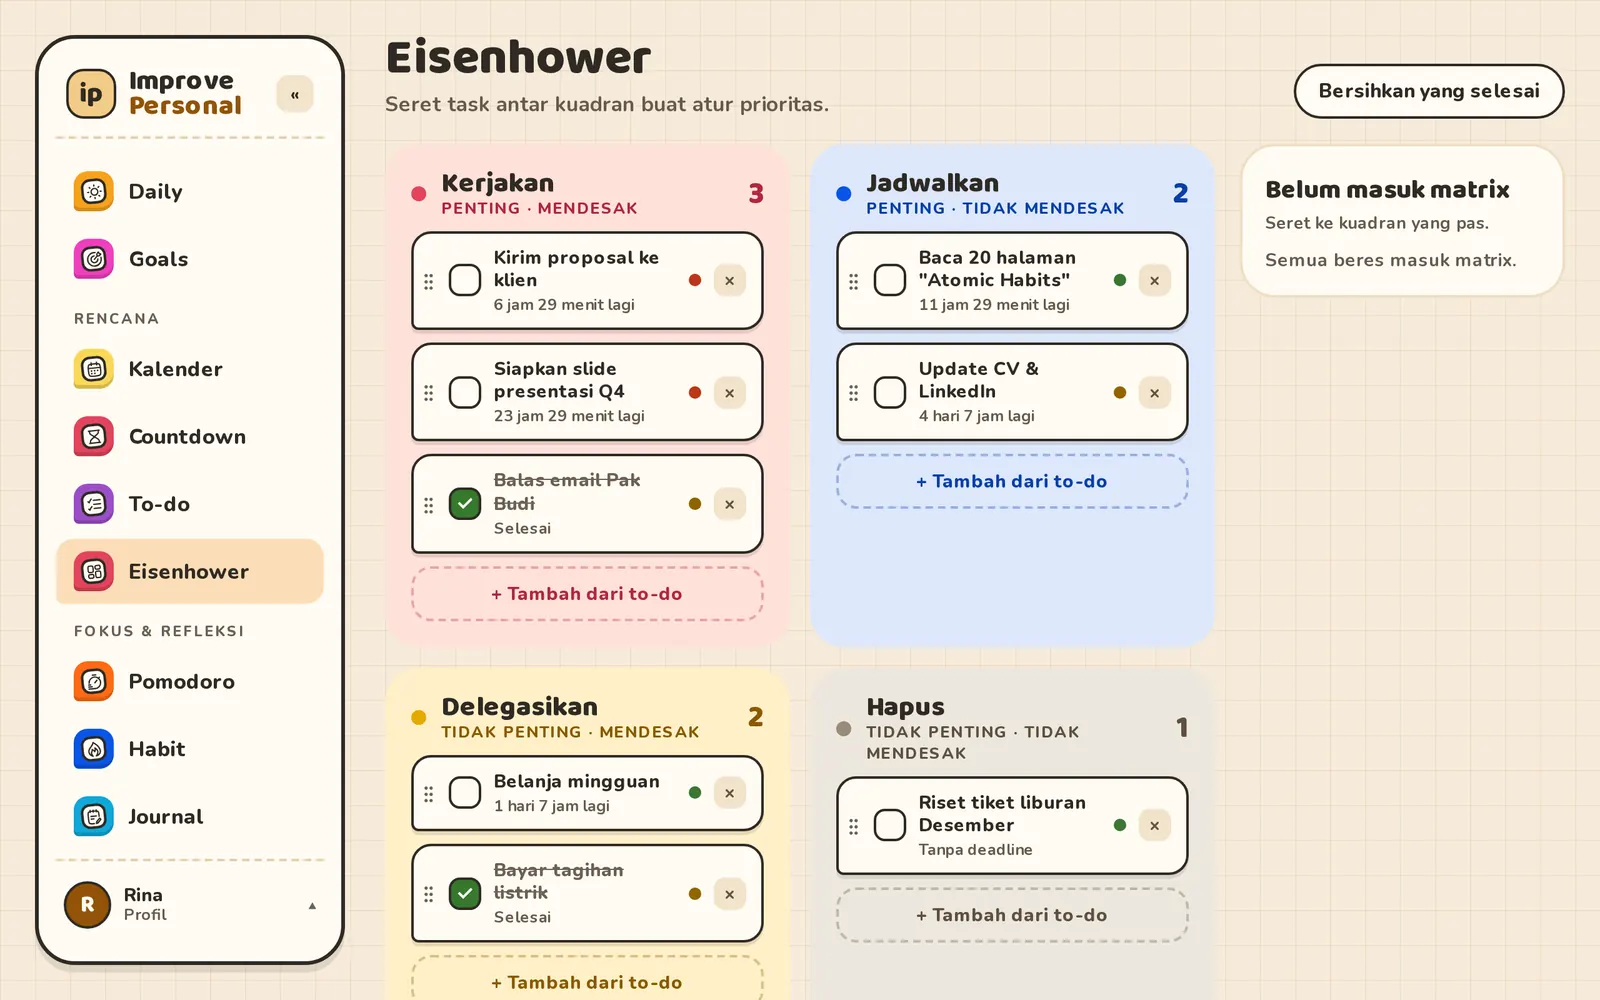 ip
Improve
Personal
«
Daily
Goals
RENCANA
Kalender
Countdown
To-do
Eisenhower
FOKUS & REFLEKSI
Pomodoro
Habit
Journal
R
Rina
Profil
▲
Eisenhower
Seret task antar kuadran buat atur prioritas.
Bersihkan yang selesai
Kerjakan
PENTING · MENDESAK
3
Kirim proposal ke
klien
6 jam 29 menit lagi
×
Siapkan slide
presentasi Q4
23 jam 29 menit lagi
×
Balas email Pak
Budi
Selesai
×
+ Tambah dari to-do
Jadwalkan
PENTING · TIDAK MENDESAK
2
Baca 20 halaman
"Atomic Habits"
11 jam 29 menit lagi
×
Update CV &
LinkedIn
4 hari 7 jam lagi
×
+ Tambah dari to-do
Belum masuk matrix
Seret ke kuadran yang pas.
Semua beres masuk matrix.
Delegasikan
TIDAK PENTING · MENDESAK
2
Belanja mingguan
1 hari 7 jam lagi
×
Bayar tagihan
listrik
Selesai
×
+ Tambah dari to-do
Hapus
TIDAK PENTING · TIDAK
MENDESAK
1
Riset tiket liburan
Desember
Tanpa deadline
×
+ Tambah dari to-do